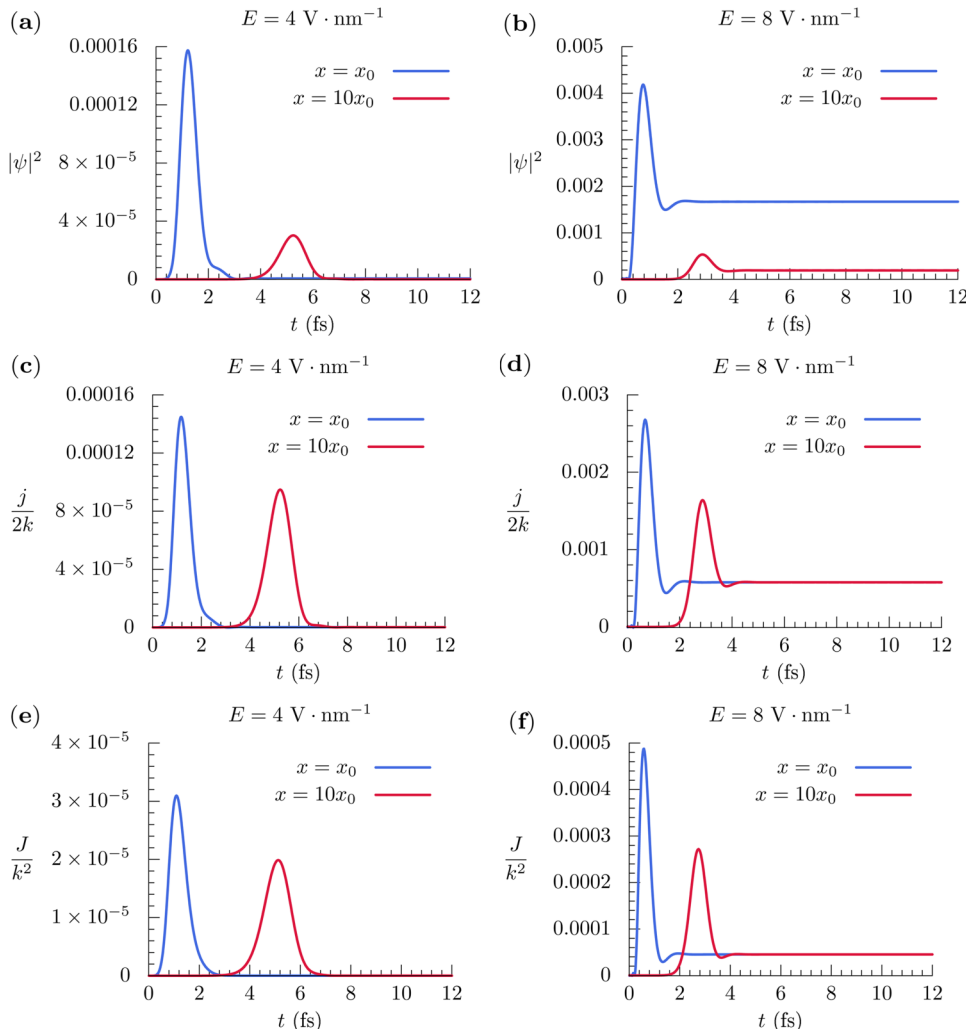 (a) E = 4 V · nm⁻¹
0.00016
0.00012
8 × 10⁻⁵
4 × 10⁻⁵
0
|ψ|²
x = x₀
x = 10x₀
0 2 4 6 8 10 12
t (fs)
(b) E = 8 V · nm⁻¹
0.005
0.004
0.003
0.002
0.001
0
|ψ|²
x = x₀
x = 10x₀
0 2 4 6 8 10 12
t (fs)
(c) E = 4 V · nm⁻¹
0.00016
0.00012
8 × 10⁻⁵
4 × 10⁻⁵
0
j
2k
x = x₀
x = 10x₀
0 2 4 6 8 10 12
t (fs)
(d) E = 8 V · nm⁻¹
0.003
0.002
0.001
0
j
2k
x = x₀
x = 10x₀
0 2 4 6 8 10 12
t (fs)
(e) E = 4 V · nm⁻¹
4 × 10⁻⁵
3 × 10⁻⁵
2 × 10⁻⁵
1 × 10⁻⁵
0
J
k²
x = x₀
x = 10x₀
0 2 4 6 8 10 12
t (fs)
(f) E = 8 V · nm⁻¹
0.0005
0.0004
0.0003
0.0002
0.0001
0
J
k²
x = x₀
x = 10x₀
0 2 4 6 8 10 12
t (fs)